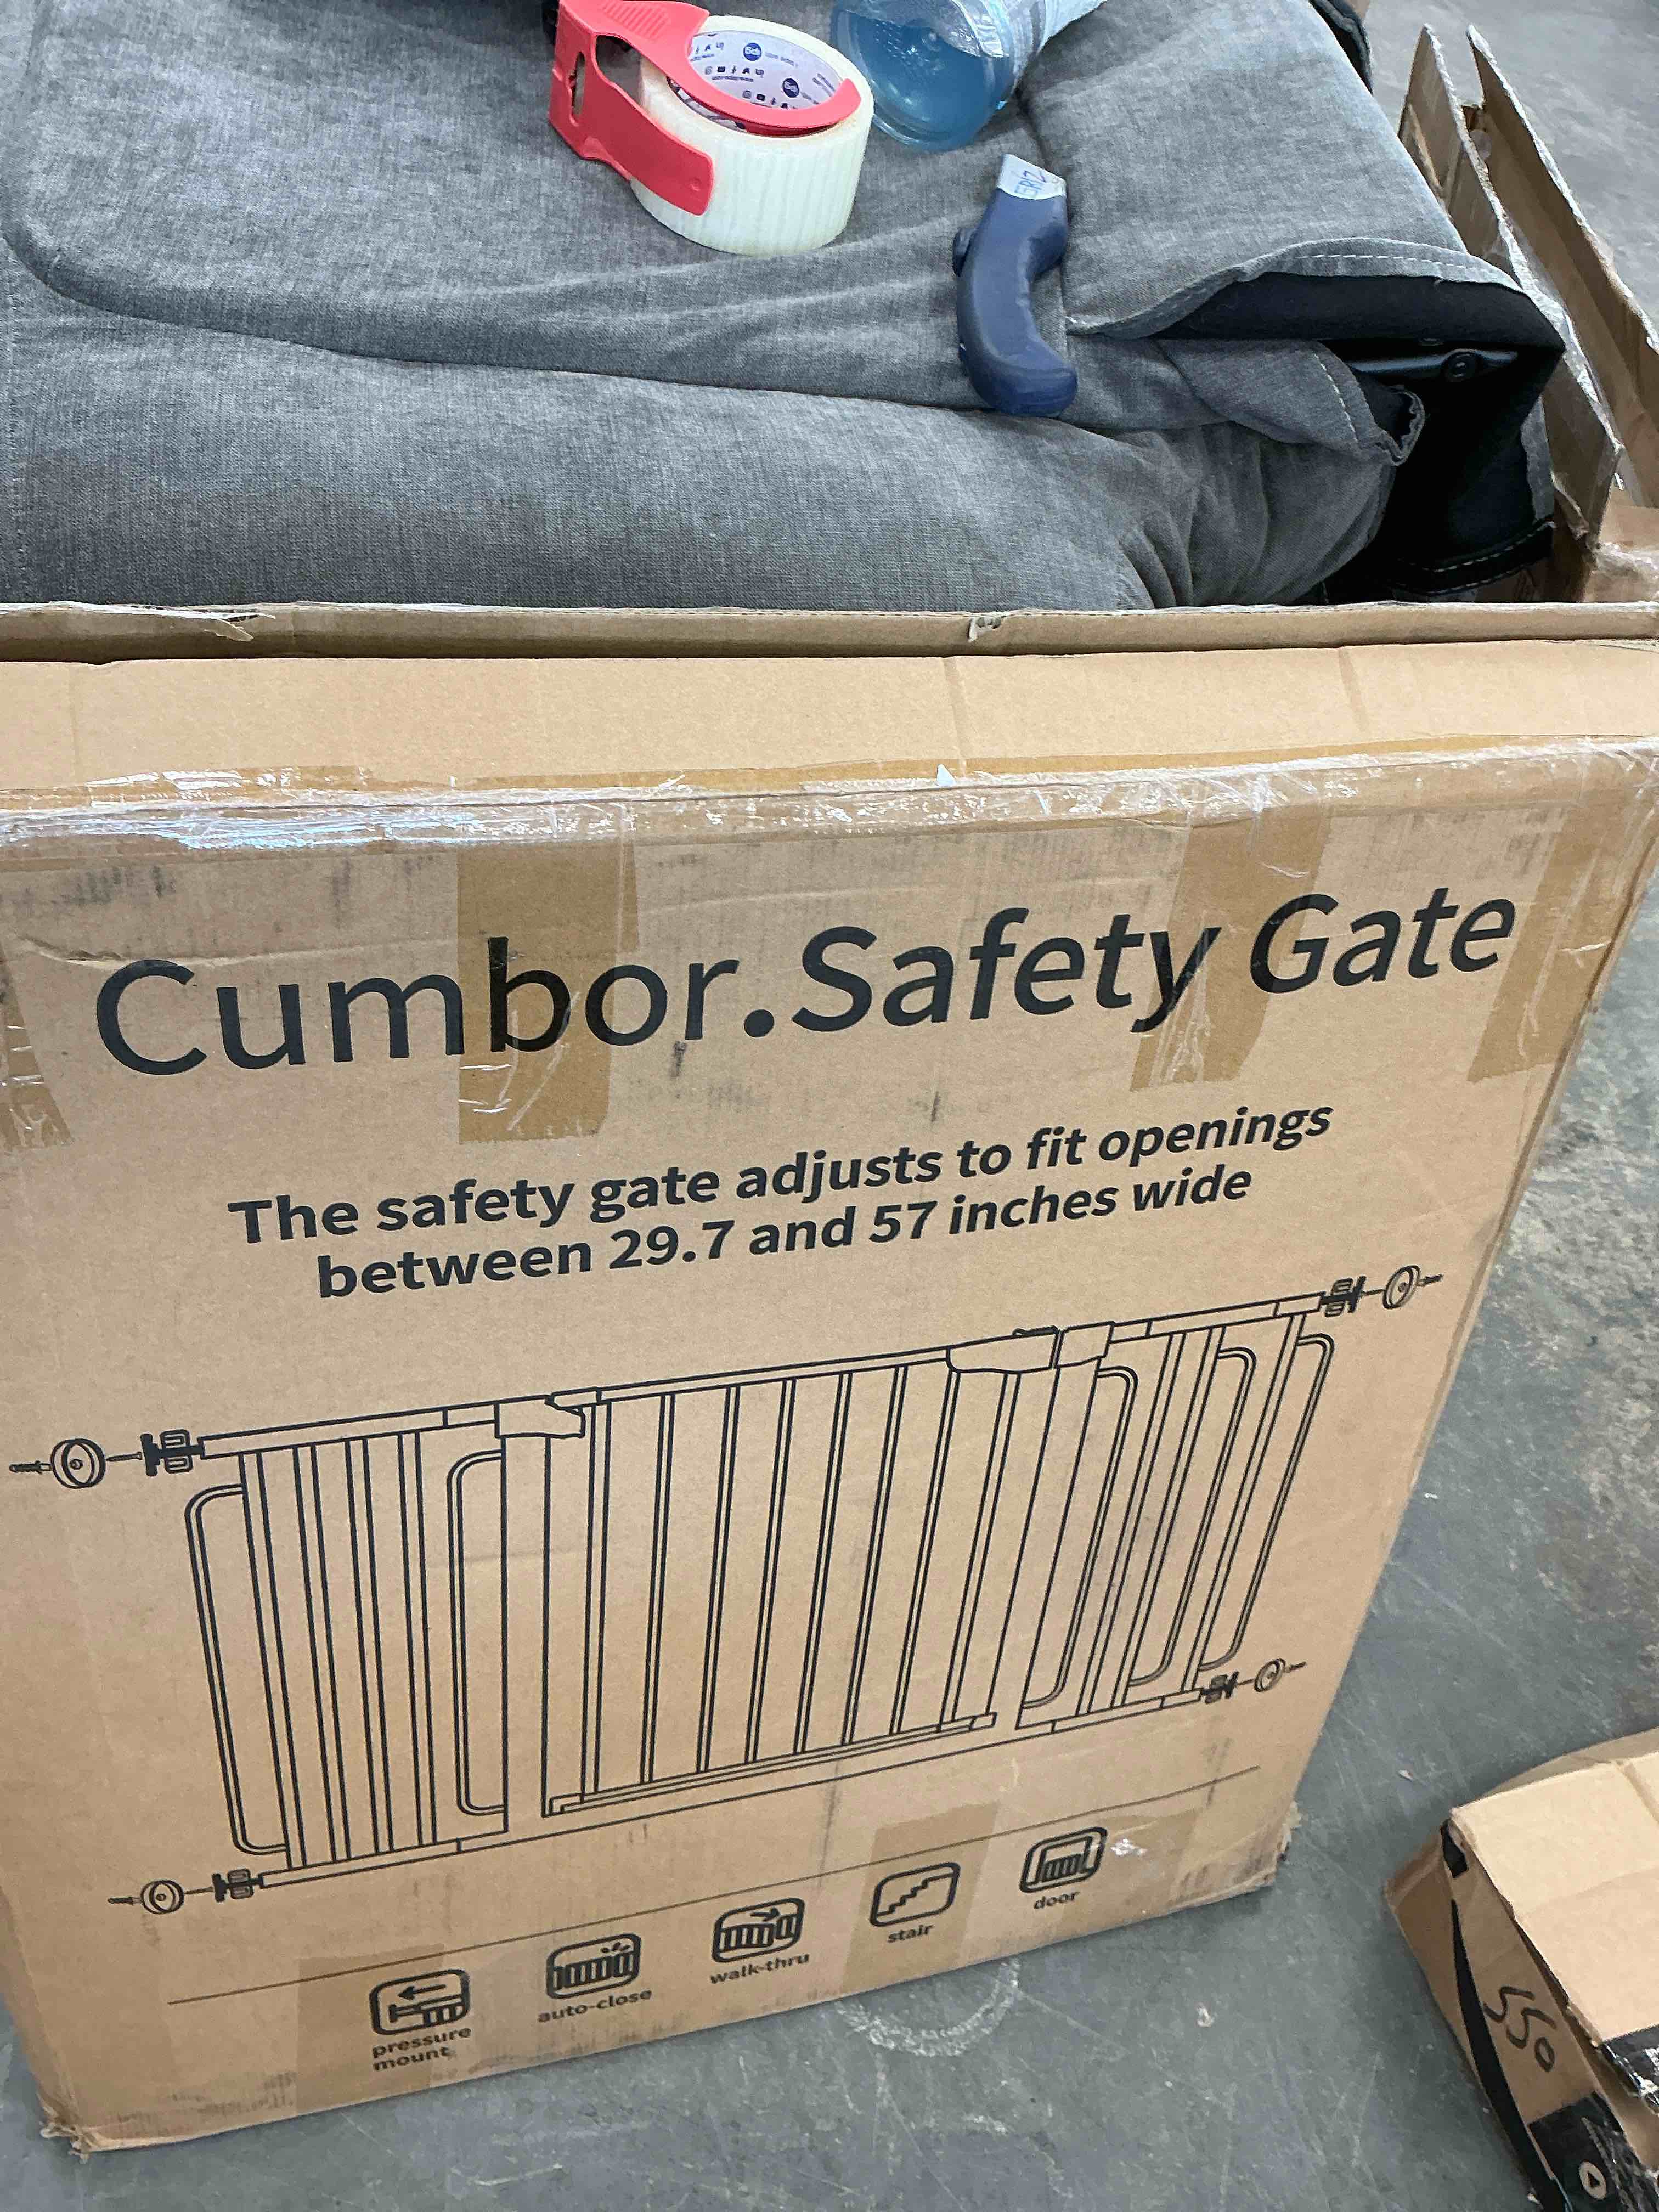 ER12
Cumbor.Safety Gate
The safety gate adjusts to fit openings
between 29.7 and 57 inches wide
pressure
mount
auto-close
walk-thru
stair
door
550